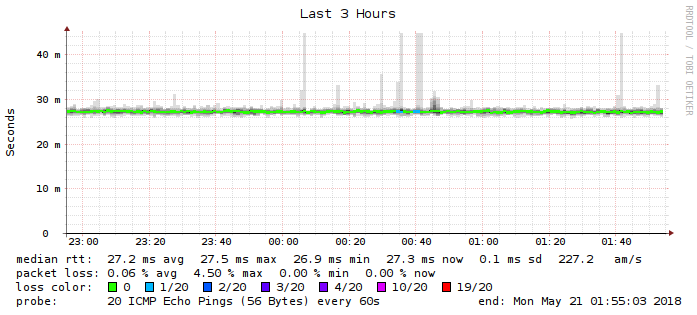 Last 3 Hours
RRDTOOL / TOBI OETIKER
Seconds
40 m
30 m
20 m
10 m
0
23:00 23:20 23:40 00:00 00:20 00:40 01:00 01:20 01:40
median rtt: 27.2 ms avg 27.5 ms max 26.9 ms min 27.3 ms now 0.1 ms sd 227.2 am/s
packet loss: 0.06 % avg 4.50 % max 0.00 % min 0.00 % now
loss color: 0 1/20 2/20 3/20 4/20 10/20 19/20
probe: 20 ICMP Echo Pings (56 Bytes) every 60s end: Mon May 21 01:55:03 2018